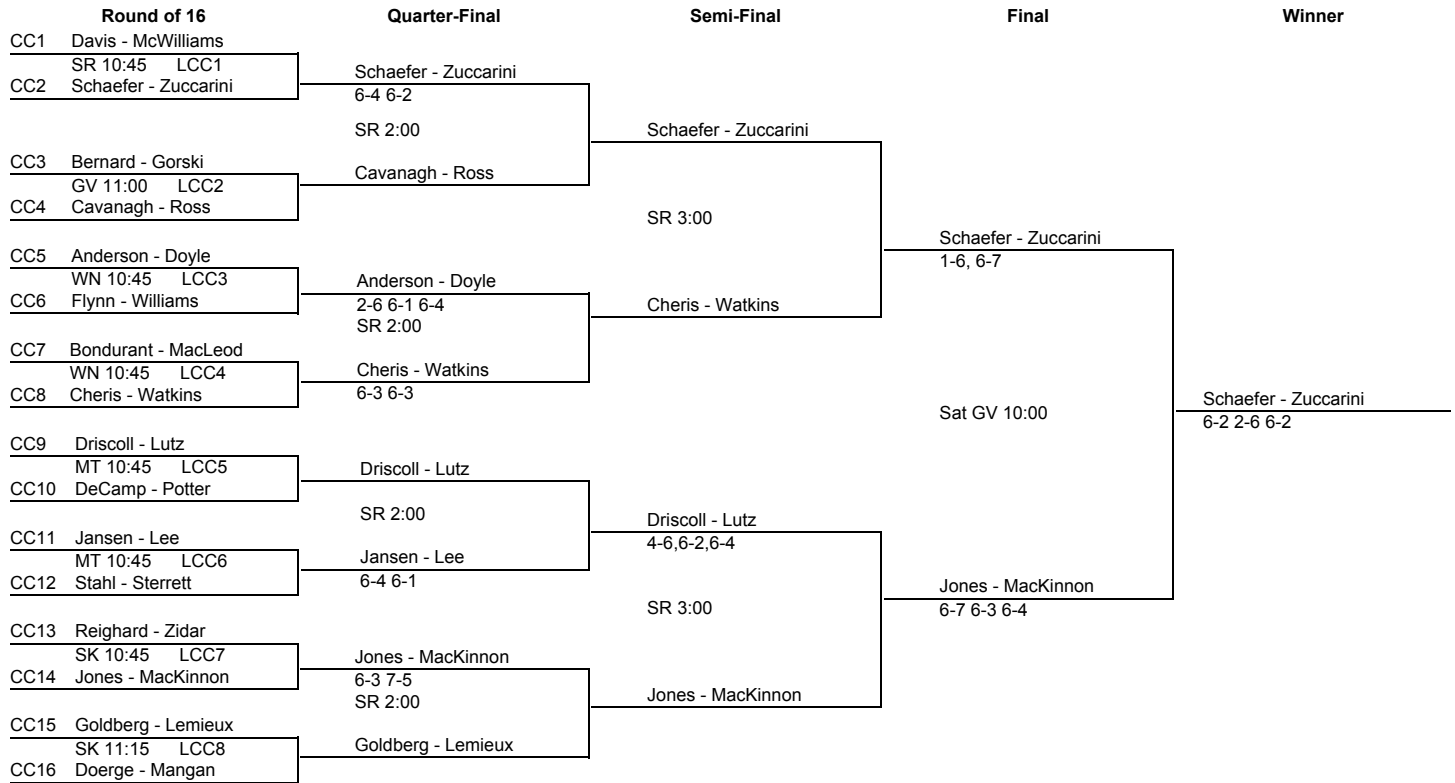 Round of 16 Quarter-Final Semi-Final Final Winner
CC1 Davis - McWilliams
SR 10:45 LCC1
CC2 Schaefer - Zuccarini
CC3 Bernard - Gorski
GV 11:00 LCC2
CC4 Cavanagh - Ross
CC5 Anderson - Doyle
WN 10:45 LCC3
CC6 Flynn - Williams
CC7 Bondurant - MacLeod
WN 10:45 LCC4
CC8 Cheris - Watkins
CC9 Driscoll - Lutz
MT 10:45 LCC5
CC10 DeCamp - Potter
CC11 Jansen - Lee
MT 10:45 LCC6
CC12 Stahl - Sterrett
CC13 Reighard - Zidar
SK 10:45 LCC7
CC14 Jones - MacKinnon
CC15 Goldberg - Lemieux
SK 11:15 LCC8
CC16 Doerge - Mangan
Schaefer - Zuccarini
6-4 6-2
SR 2:00
Cavanagh - Ross
Anderson - Doyle
2-6 6-1 6-4
SR 2:00
Cheris - Watkins
6-3 6-3
Driscoll - Lutz
SR 2:00
Jansen - Lee
6-4 6-1
Jones - MacKinnon
6-3 7-5
SR 2:00
Goldberg - Lemieux
Schaefer - Zuccarini
SR 3:00
Cheris - Watkins
Driscoll - Lutz
4-6,6-2,6-4
SR 3:00
Jones - MacKinnon
Schaefer - Zuccarini
1-6, 6-7
Sat GV 10:00
Jones - MacKinnon
6-7 6-3 6-4
Schaefer - Zuccarini
6-2 2-6 6-2